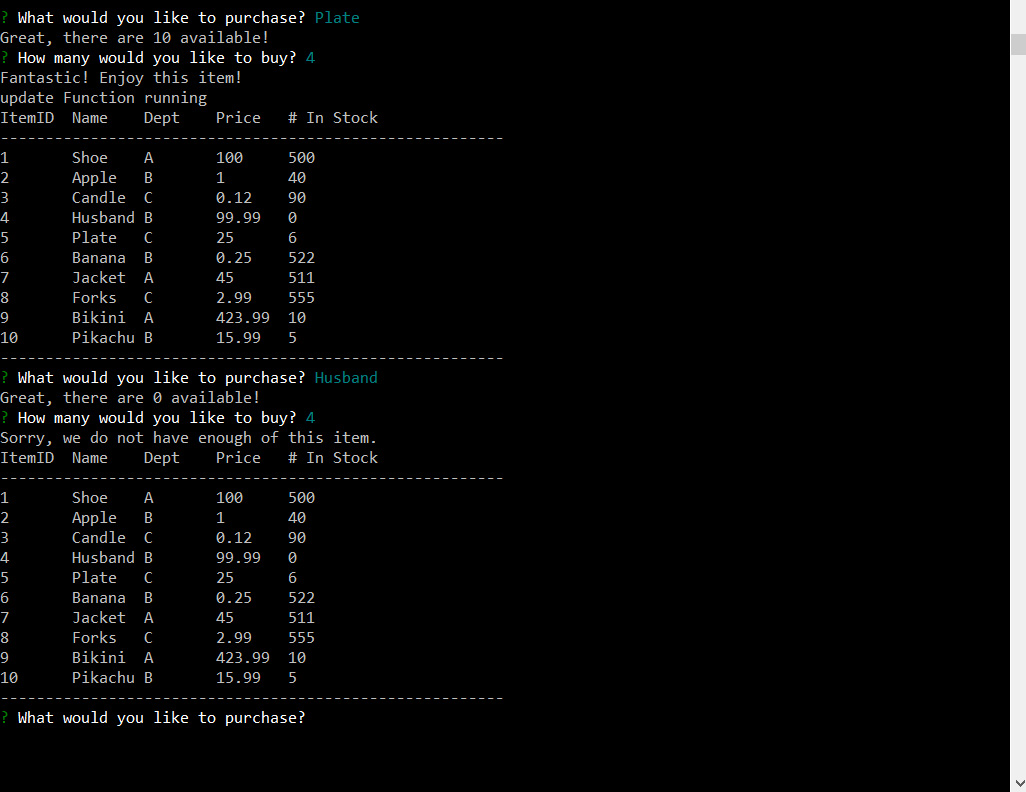 ? What would you like to purchase? Plate
Great, there are 10 available!
? How many would you like to buy? 4
Fantastic! Enjoy this item!
update Function running
ItemID  Name    Dept    Price   # In Stock
--------------------------------------------------------
1       Shoe    A       100     500
2       Apple   B       1       40
3       Candle  C       0.12    90
4       Husband B       99.99   0
5       Plate   C       25      6
6       Banana  B       0.25    522
7       Jacket  A       45      511
8       Forks   C       2.99    555
9       Bikini  A       423.99  10
10      Pikachu B       15.99   5
--------------------------------------------------------
? What would you like to purchase? Husband
Great, there are 0 available!
? How many would you like to buy? 4
Sorry, we do not have enough of this item.
ItemID  Name    Dept    Price   # In Stock
--------------------------------------------------------
1       Shoe    A       100     500
2       Apple   B       1       40
3       Candle  C       0.12    90
4       Husband B       99.99   0
5       Plate   C       25      6
6       Banana  B       0.25    522
7       Jacket  A       45      511
8       Forks   C       2.99    555
9       Bikini  A       423.99  10
10      Pikachu B       15.99   5
--------------------------------------------------------
? What would you like to purchase?